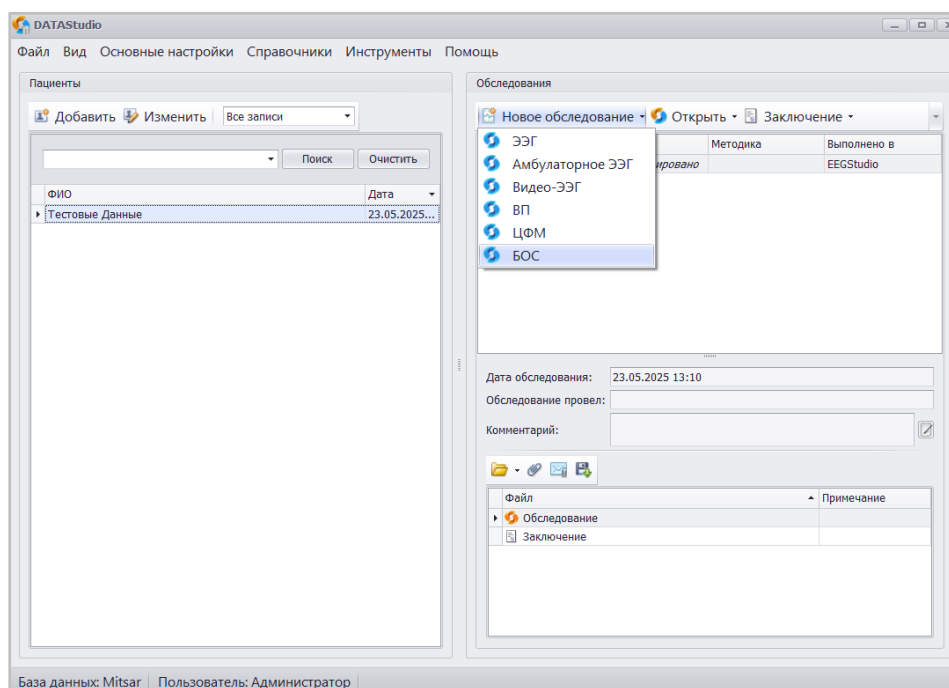 DATAStudio
Файл Вид Основные настройки Справочники Инструменты Помощь
Пациенты
Добавить Изменить Все записи
Поиск Очистить
ФИО Дата
Тестовые Данные 23.05.2025...
Обследования
Новое обследование Открыть Заключение
Методика Выполнено в
EEGStudio
ЭЭГ
Амбулаторное ЭЭГ
Видео-ЭЭГ
ВП
ЦФМ
БОС
Дата обследования: 23.05.2025 13:10
Обследование провел:
Комментарий:
Файл Примечание
Обследование
Заключение
База данных: Mitsar Пользователь: Администратор